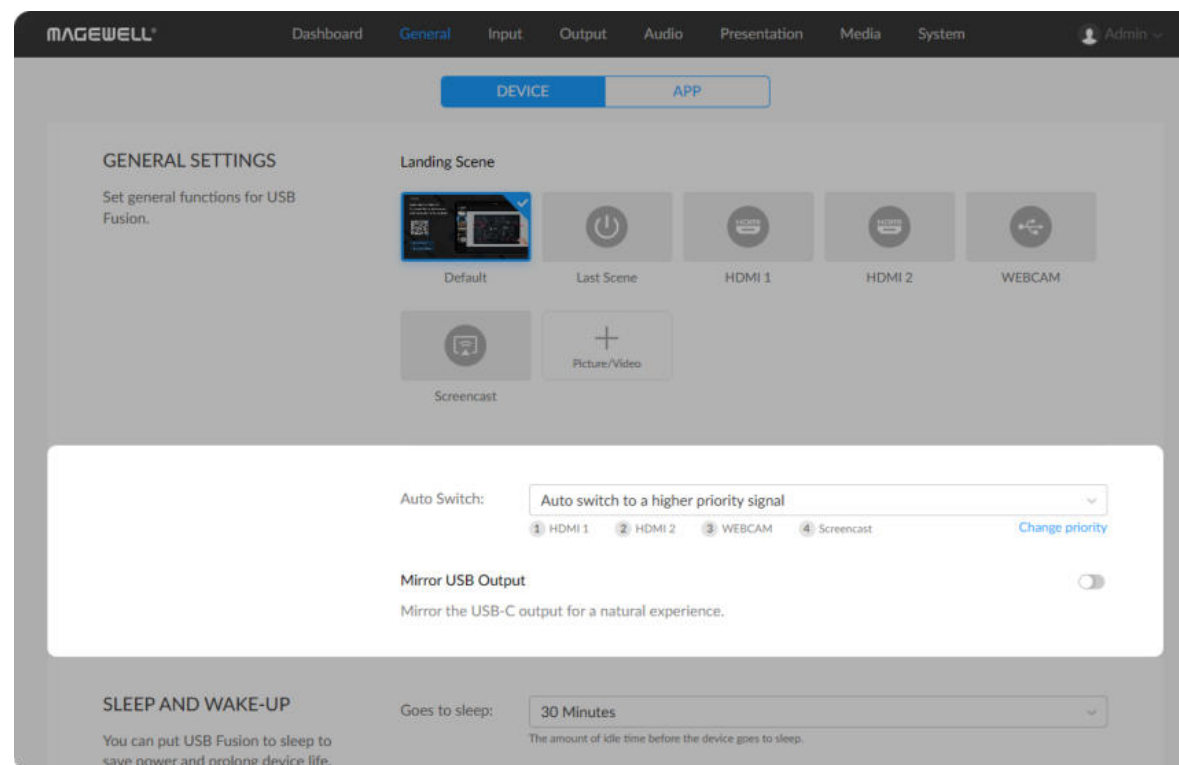 MAGEWELL®
Dashboard General Input Output Audio Presentation Media System Admin
DEVICE APP
GENERAL SETTINGS
Set general functions for USB
Fusion.
Landing Scene
Default Last Scene HDMI 1 HDMI 2 WEBCAM
Picture/Video
Screencast
Auto Switch: Auto switch to a higher priority signal
1 HDMI 1 2 HDMI 2 3 WEBCAM 4 Screencast Change priority
Mirror USB Output
Mirror the USB-C output for a natural experience.
SLEEP AND WAKE-UP
You can put USB Fusion to sleep to
save power and prolong device life.
Goes to sleep: 30 Minutes
The amount of idle time before the device goes to sleep.